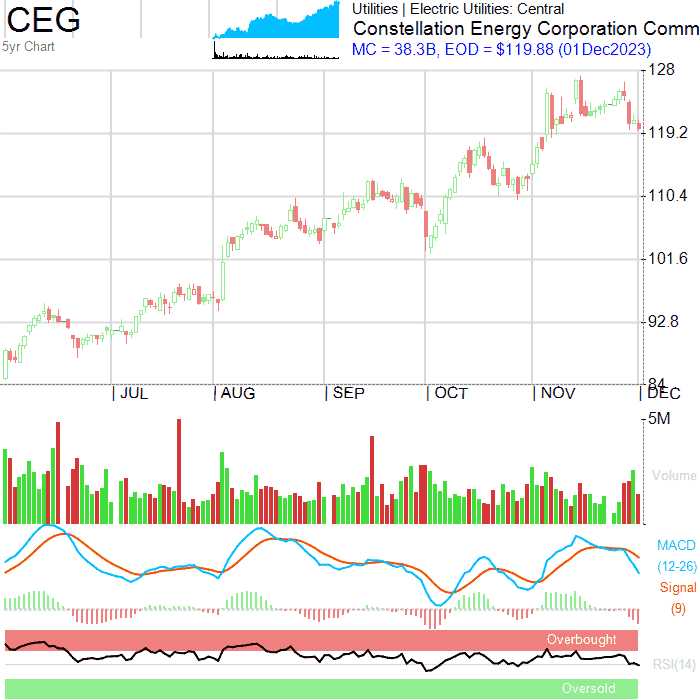 CEG
5yr Chart
Utilities | Electric Utilities: Central
Constellation Energy Corporation Comm
MC = 38.3B, EOD = $119.88 (01Dec2023)
128
119.2
110.4
101.6
92.8
84
| JUL | AUG | SEP | OCT | NOV | DEC
5M
Volume
MACD
(12-26)
Signal
(9)
Overbought
RSI(14)
Oversold